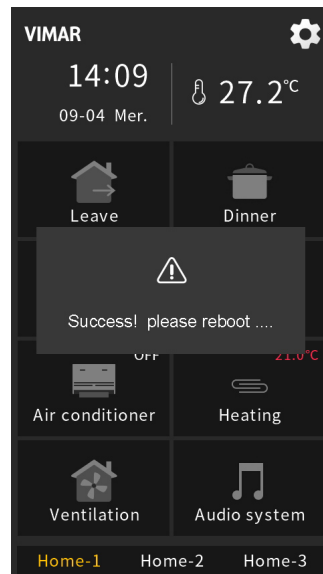 VIMAR
14:09
27.2°C
09-04 Mer.
Leave
Dinner
Success! please reboot ....
OFF
21.0°C
Air conditioner
Heating
Ventilation
Audio system
Home-1
Home-2
Home-3